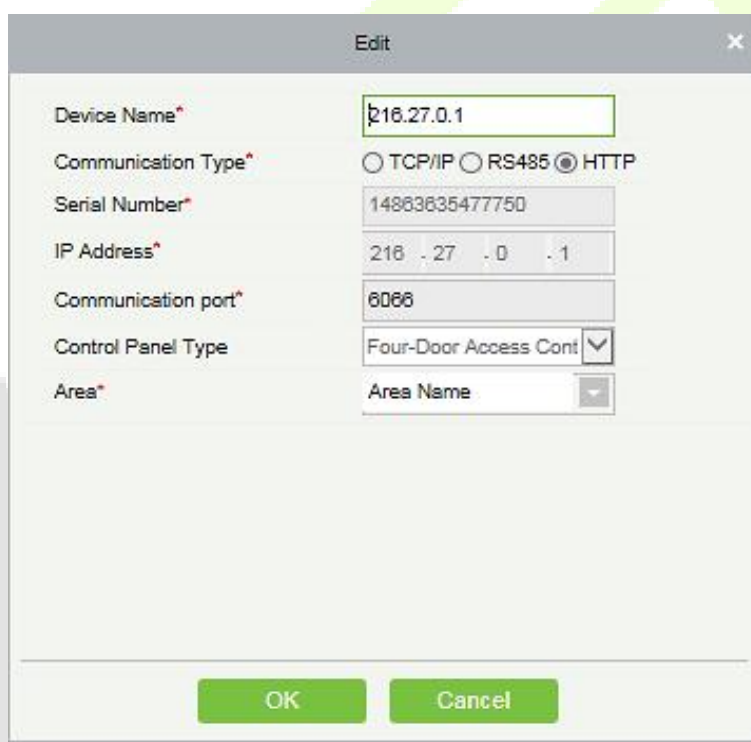 Edit ×
Device Name* 216.27.0.1
Communication Type* TCP/IP RS485 HTTP
Serial Number* 14863635477750
IP Address* 216 . 27 . 0 . 1
Communication port* 6066
Control Panel Type Four-Door Access Cont
Area* Area Name
OK Cancel